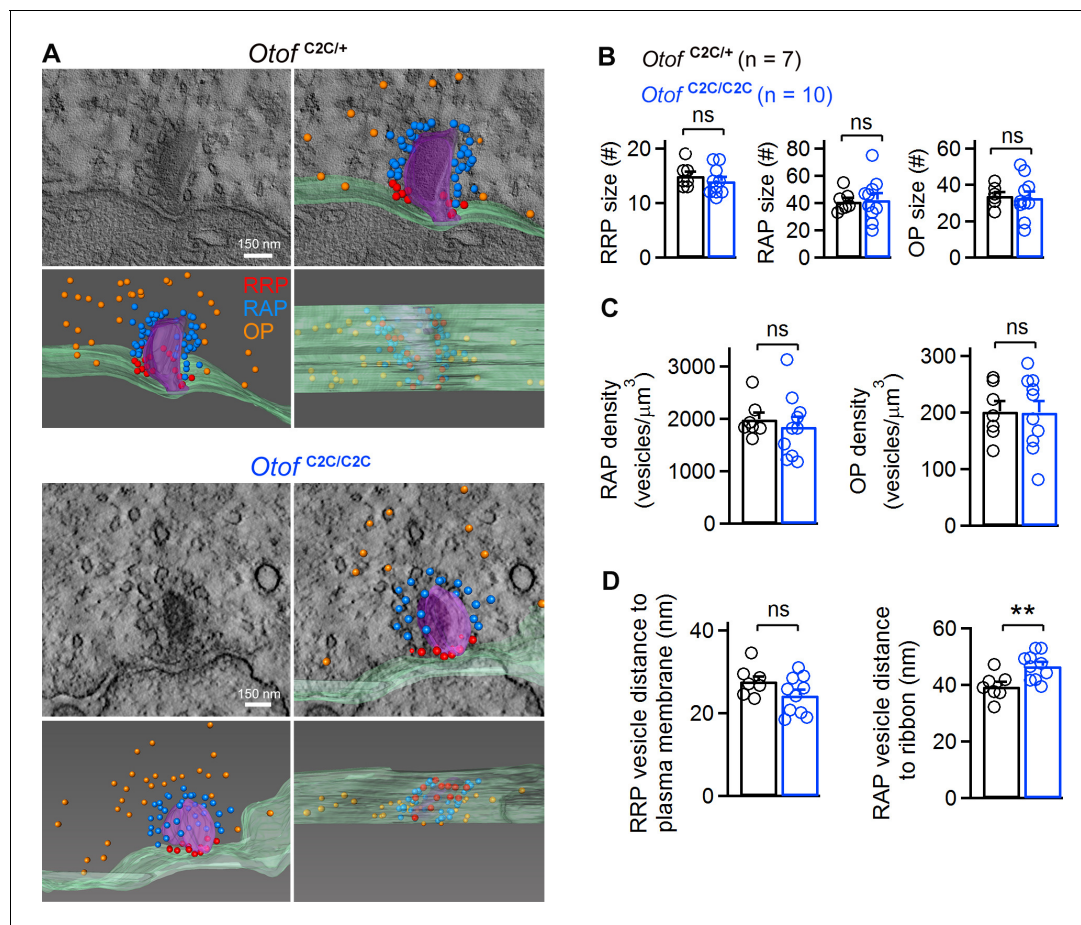 A
Otof C2C/+
150 nm
RRP
RAP
OP
Otof C2C/C2C
150 nm
B
Otof C2C/+ (n = 7)
Otof C2C/C2C (n = 10)
RRP size (#)
20
10
0
ns
RAP size (#)
80
60
40
20
0
ns
OP size (#)
60
40
20
0
ns
C
RAP density
(vesicles/μm3)
3000
2000
1000
0
ns
OP density
(vesicles/μm3)
300
200
100
0
ns
D
RRP vesicle distance to
plasma membrane (nm)
40
20
0
ns
RAP vesicle distance
to ribbon (nm)
60
40
20
0
**